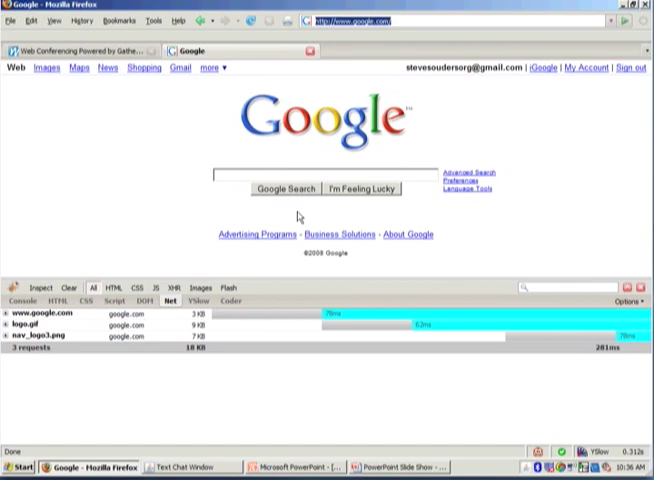 Google - Mozilla Firefox
File Edit View History Bookmarks Tools Help http://www.google.com/
Web Conferencing Powered by Gathe... Google
Web Images Maps News Shopping Gmail more ▼ stevesoudersorg@gmail.com | iGoogle | My Account | Sign out
Google™
Advanced Search
Preferences
Language Tools
Google Search I'm Feeling Lucky
Advertising Programs - Business Solutions - About Google
©2008 Google
Inspect Clear All HTML CSS JS XHR Images Flash
Console HTML CSS Script DOM Net YSlow Coder Options
www.google.com google.com 3 KB 78ms
logo.gif google.com 9 KB 62ms
nav_logo3.png google.com 7 KB 78ms
3 requests 18 KB 281ms
Done YSlow 0.312s
Start Google - Mozilla Firefox Text Chat Window Microsoft PowerPoint - [... PowerPoint Slide Show - ... 10:36 AM